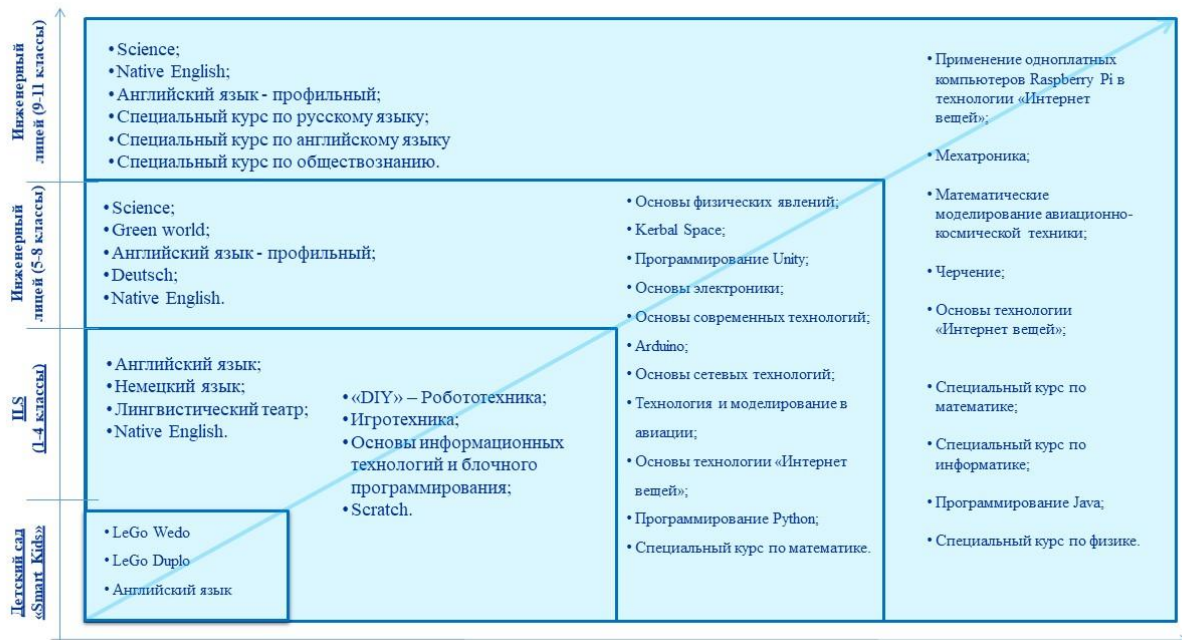 Инженерный
лицей (9-11 классы)
• Science;
• Native English;
• Английский язык - профильный;
• Специальный курс по русскому языку;
• Специальный курс по английскому языку
• Специальный курс по обществознанию.
• Применение одноплатных
компьютеров Raspberry Pi в
технологии «Интернет
вещей»;
• Мехатроника;
• Математические
моделирование авиационно-
космической техники;
• Черчение;
• Основы технологии
«Интернет вещей»;
• Специальный курс по
математике;
• Специальный курс по
информатике;
• Программирование Java;
• Специальный курс по физике.
Инженерный
лицей (5-8 классы)
• Science;
• Green world;
• Английский язык - профильный;
• Deutsch;
• Native English.
• Основы физических явлений;
• Kerbal Space;
• Программирование Unity;
• Основы электроники;
• Основы современных технологий;
• Arduino;
• Основы сетевых технологий;
• Технология и моделирование в
авиации;
• Основы технологии «Интернет
вещей»;
• Программирование Python;
• Специальный курс по математике.
ILS
(1-4 классы)
• Английский язык;
• Немецкий язык;
• Лингвистический театр;
• Native English.
• «DIY» – Робототехника;
• Игротехника;
• Основы информационных
технологий и блочного
программирования;
• Scratch.
Детский сад
«Smart Kids»
• LeGo Wedo
• LeGo Duplo
• Английский язык